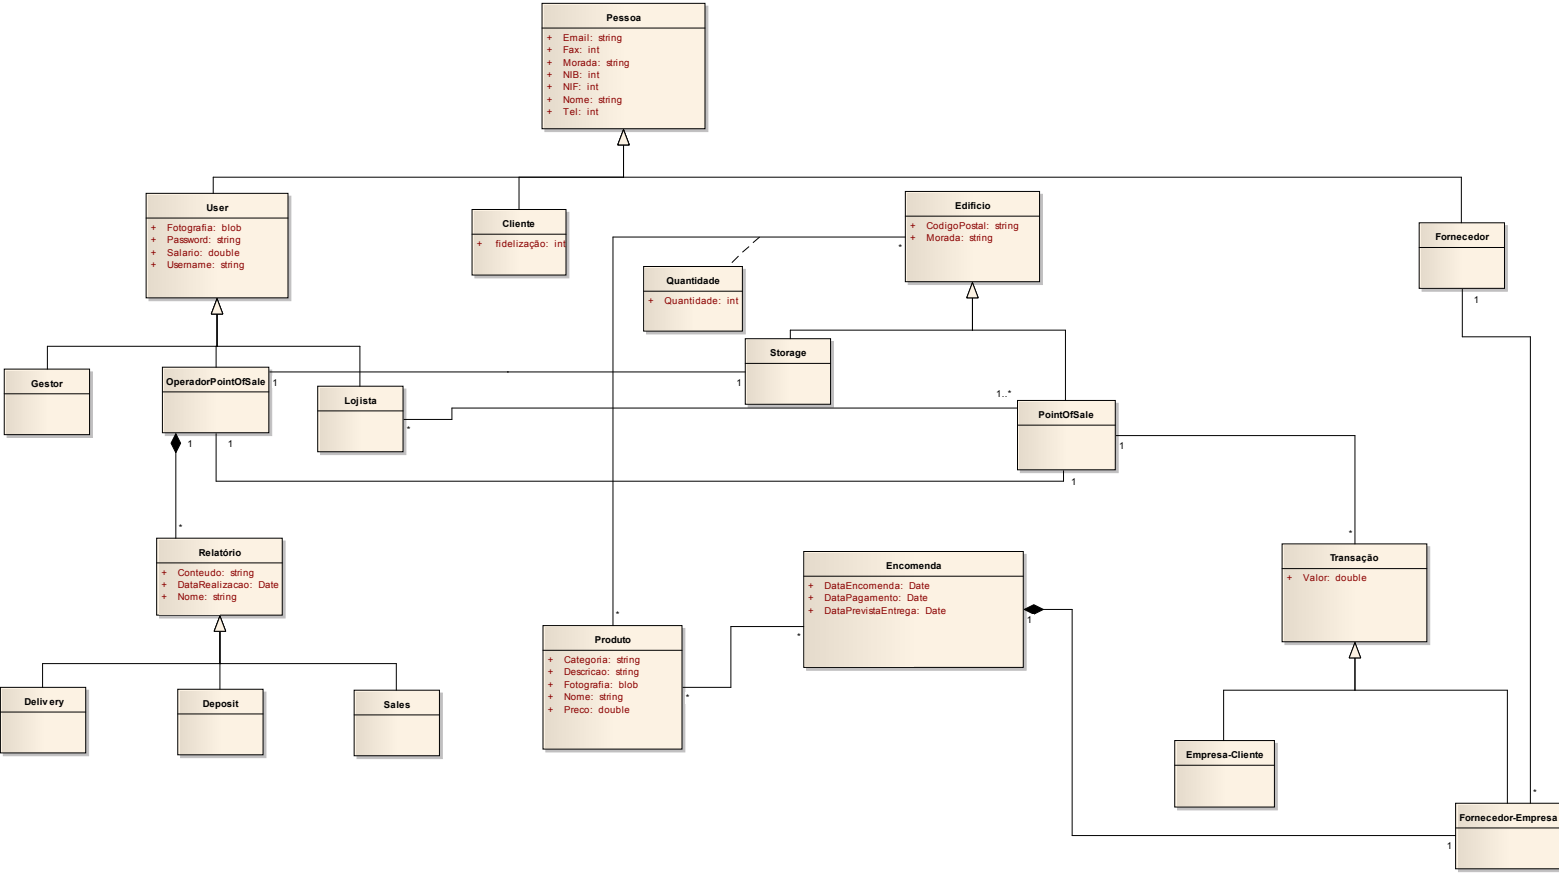 Pessoa
+ Email: string
+ Fax: int
+ Morada: string
+ NIB: int
+ NIF: int
+ Nome: string
+ Tel: int
User
+ Fotografia: blob
+ Password: string
+ Salario: double
+ Username: string
Cliente
+ fidelização: int
Edificio
+ CodigoPostal: string
+ Morada: string
*
Fornecedor
1
Quantidade
+ Quantidade: int
Storage
1
Gestor
OperadorPointOfSale
1
1
1
Lojista
*
1..*
PointOfSale
1
1
*
*
Relatório
+ Conteudo: string
+ DataRealizacao: Date
+ Nome: string
Encomenda
+ DataEncomenda: Date
+ DataPagamento: Date
+ DataPrevistaEntrega: Date
1
*
Transação
+ Valor: double
*
Produto
+ Categoria: string
+ Descricao: string
+ Fotografia: blob
+ Nome: string
+ Preco: double
*
Delivery
Deposit
Sales
Empresa-Cliente
*
Fornecedor-Empresa
1